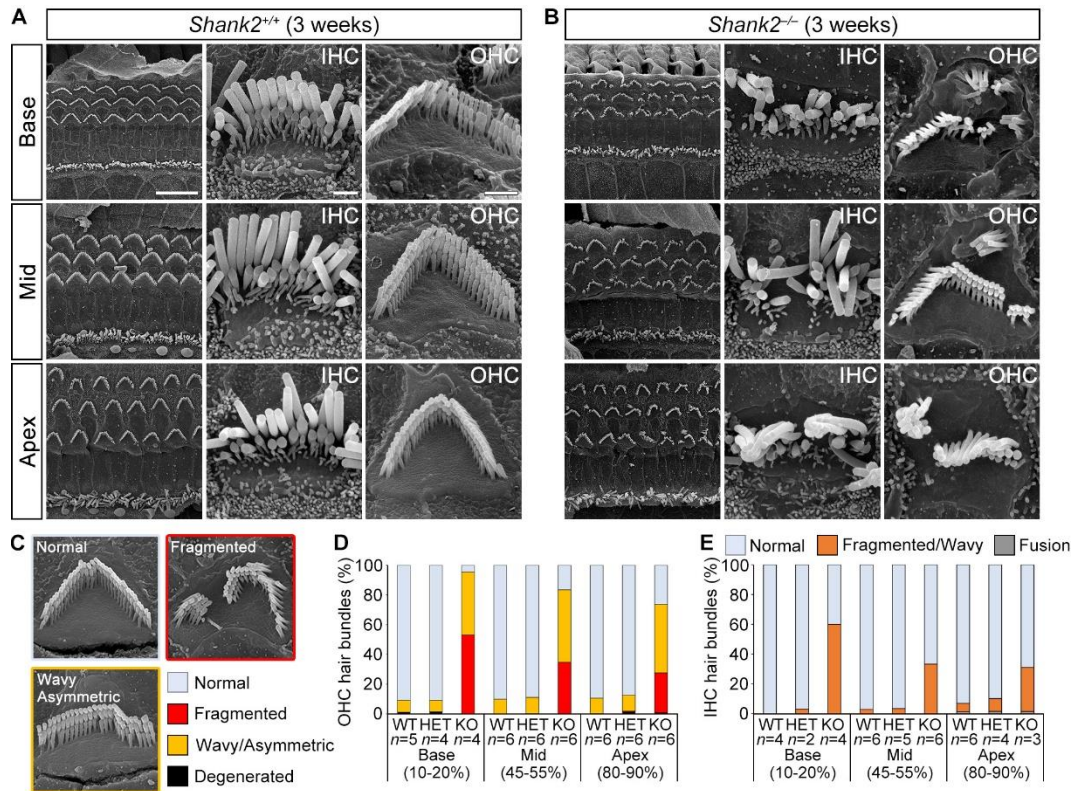 A
Shank2+/+ (3 weeks)
B
Shank2–/– (3 weeks)
Base
IHC
OHC
IHC
OHC
Mid
IHC
OHC
IHC
OHC
Apex
IHC
OHC
IHC
OHC
C
Normal
Fragmented
Wavy
Asymmetric
Normal
Fragmented
Wavy/Asymmetric
Degenerated
D
OHC hair bundles (%)
100
80
60
40
20
0
WT HET KO WT HET KO WT HET KO
n=5 n=4 n=4 n=6 n=6 n=6 n=6 n=6 n=6
Base Mid Apex
(10-20%) (45-55%) (80-90%)
E
Normal Fragmented/Wavy Fusion
IHC hair bundles (%)
100
80
60
40
20
0
WT HET KO WT HET KO WT HET KO
n=4 n=2 n=4 n=6 n=5 n=6 n=6 n=4 n=3
Base Mid Apex
(10-20%) (45-55%) (80-90%)